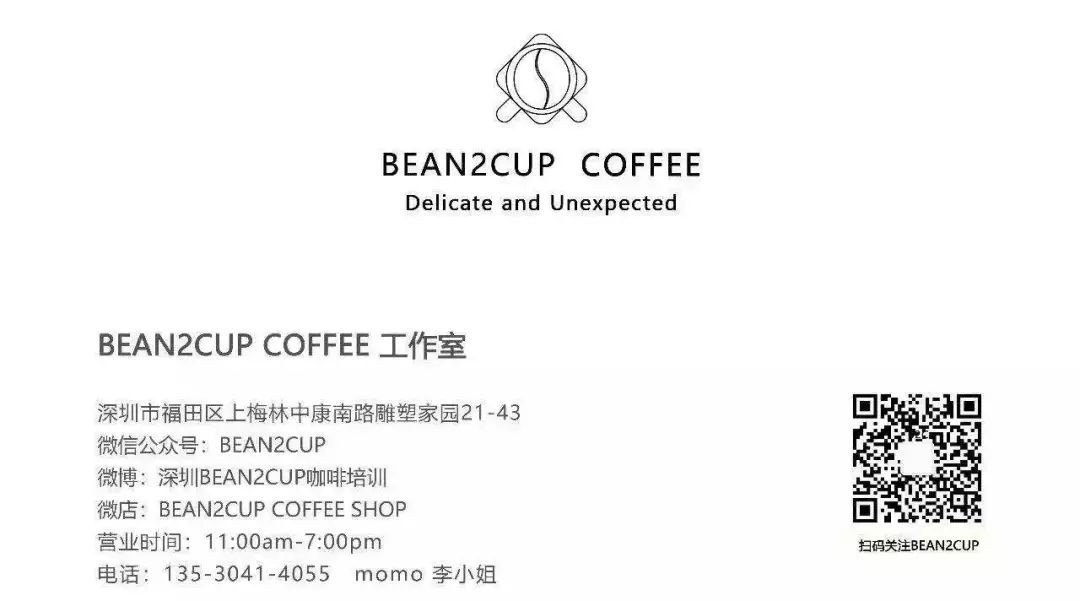 BEAN2CUP COFFEE
Delicate and Unexpected
BEAN2CUP COFFEE 工作室
深圳市福田区上梅林中康南路雕塑家园21-43
微信公众号：BEAN2CUP
微博：深圳BEAN2CUP咖啡培训
微店：BEAN2CUP COFFEE SHOP
营业时间：11:00am-7:00pm
电话：135-3041-4055 momo 李小姐
扫码关注BEAN2CUP